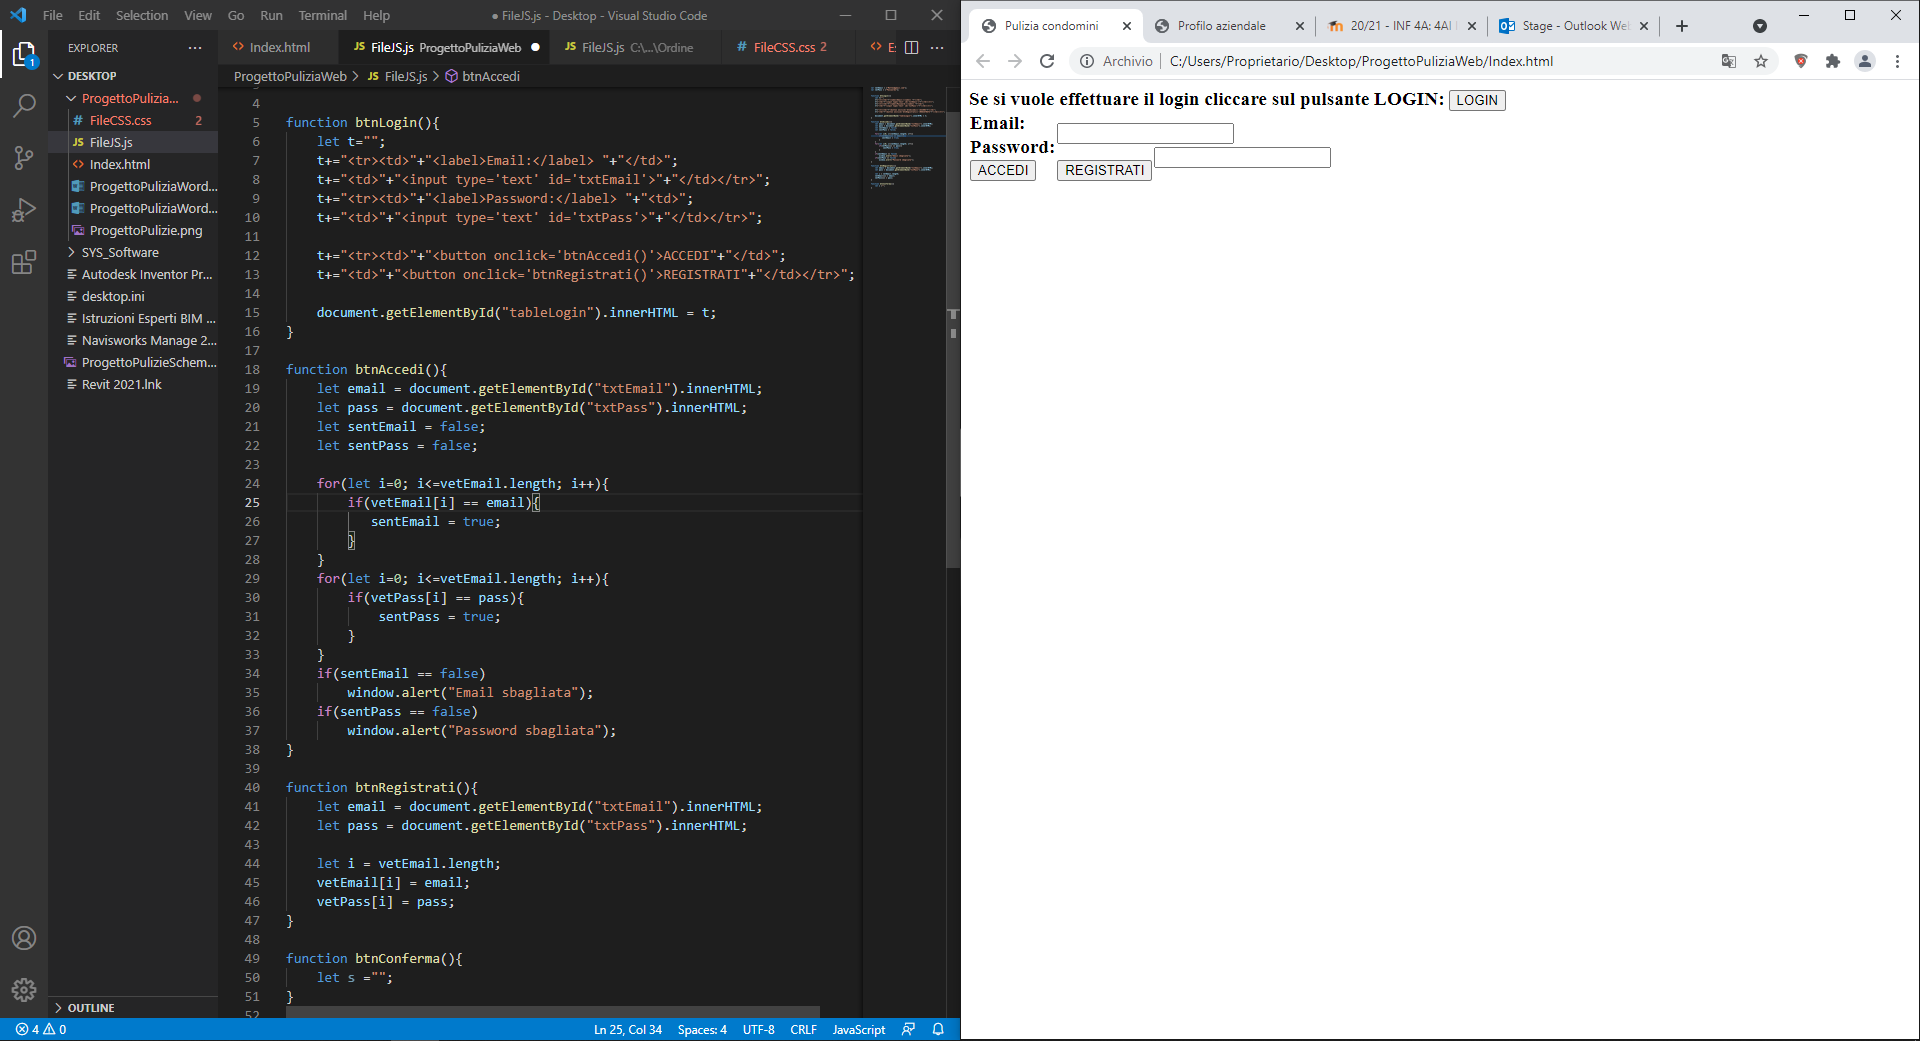 File Edit Selection View Go Run Terminal Help
● FileJS.js - Desktop - Visual Studio Code
EXPLORER
DESKTOP
ProgettoPulizia...
# FileCSS.css 2
JS FileJS.js
<> Index.html
ProgettoPuliziaWord...
ProgettoPuliziaWord...
ProgettoPulizie.png
SYS_Software
Autodesk Inventor Pr...
desktop.ini
Istruzioni Esperti BIM ...
Navisworks Manage 2...
ProgettoPulizieSchem...
Revit 2021.lnk
OUTLINE
<> Index.html
JS FileJS.js ProgettoPuliziaWeb ●
JS FileJS.js C:\...\Ordine
# FileCSS.css 2
ProgettoPuliziaWeb > JS FileJS.js > btnAccedi
4
5 function btnLogin(){
6 let t="";
7 t+="<tr><td>"+"<label>Email:</label> "+"</td>";
8 t+="<td>"+"<input type='text' id='txtEmail'>"+"</td></tr>";
9 t+="<tr><td>"+"<label>Password:</label> "+"<td>";
10 t+="<td>"+"<input type='text' id='txtPass'>"+"</td></tr>";
11
12 t+="<tr><td>"+"<button onclick='btnAccedi()'>ACCEDI"+"</td>";
13 t+="<td>"+"<button onclick='btnRegistrati()'>REGISTRATI"+"</td></tr>";
14
15 document.getElementById("tableLogin").innerHTML = t;
16 }
17
18 function btnAccedi(){
19 let email = document.getElementById("txtEmail").innerHTML;
20 let pass = document.getElementById("txtPass").innerHTML;
21 let sentEmail = false;
22 let sentPass = false;
23
24 for(let i=0; i<=vetEmail.length; i++){
25 if(vetEmail[i] == email){
26 sentEmail = true;
27 }
28 }
29 for(let i=0; i<=vetEmail.length; i++){
30 if(vetPass[i] == pass){
31 sentPass = true;
32 }
33 }
34 if(sentEmail == false)
35 window.alert("Email sbagliata");
36 if(sentPass == false)
37 window.alert("Password sbagliata");
38 }
39
40 function btnRegistrati(){
41 let email = document.getElementById("txtEmail").innerHTML;
42 let pass = document.getElementById("txtPass").innerHTML;
43
44 let i = vetEmail.length;
45 vetEmail[i] = email;
46 vetPass[i] = pass;
47 }
48
49 function btnConferma(){
50 let s ="";
51 }
52
4 0
Ln 25, Col 34 Spaces: 4 UTF-8 CRLF JavaScript
Pulizia condomini
Profilo aziendale
20/21 - INF 4A: 4AI
Stage - Outlook We
Archivio | C:/Users/Proprietario/Desktop/ProgettoPuliziaWeb/Index.html
Se si vuole effettuare il login cliccare sul pulsante LOGIN: LOGIN
Email:
Password:
ACCEDI REGISTRATI